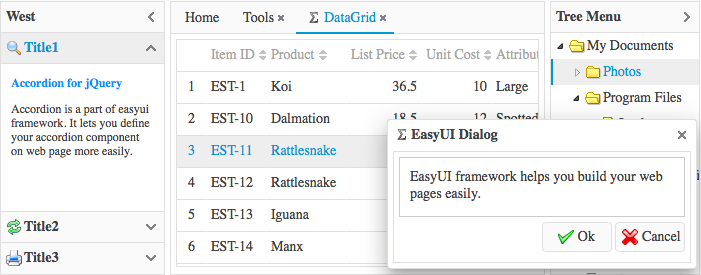 West
Title1
Accordion for jQuery
Accordion is a part of easyui
framework. It lets you define
your accordion component
on web page more easily.
Title2
Title3
Home Tools Σ DataGrid
Item ID Product List Price Unit Cost Attribut
1 EST-1 Koi 36.5 10 Large
2 EST-10 Dalmation 18.5 12 Spotted
3 EST-11 Rattlesnake
4 EST-12 Rattlesnake
5 EST-13 Iguana
6 EST-14 Manx
Tree Menu
My Documents
Photos
Program Files
Σ EasyUI Dialog
EasyUI framework helps you build your web
pages easily.
Ok Cancel